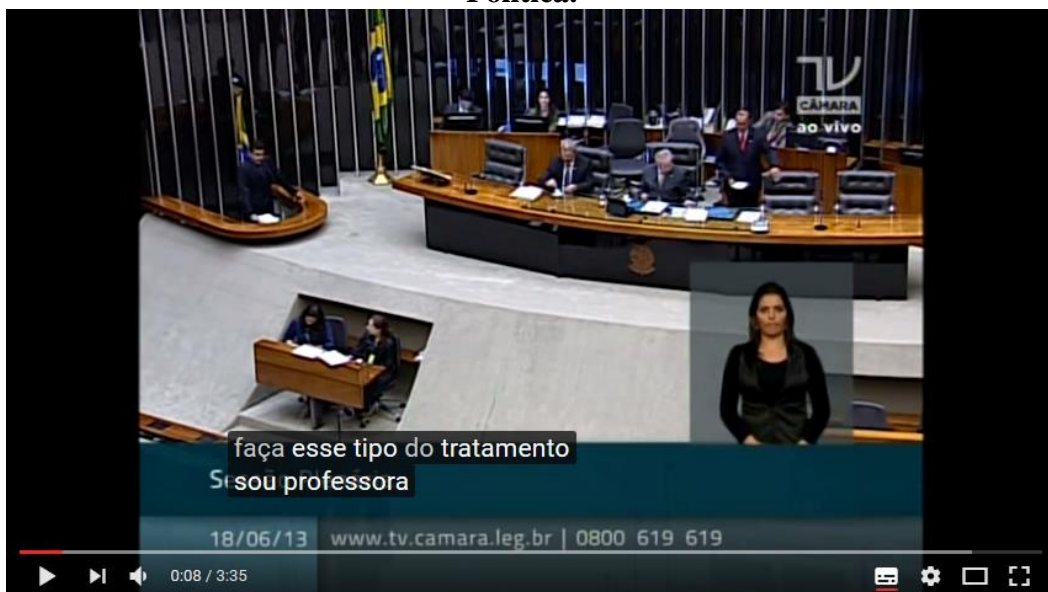 TV
CÂMARA
ao vivo
faça esse tipo do tratamento
sou professora
18/06/13 www.tv.camara.leg.br | 0800 619 619
0:08 / 3:35